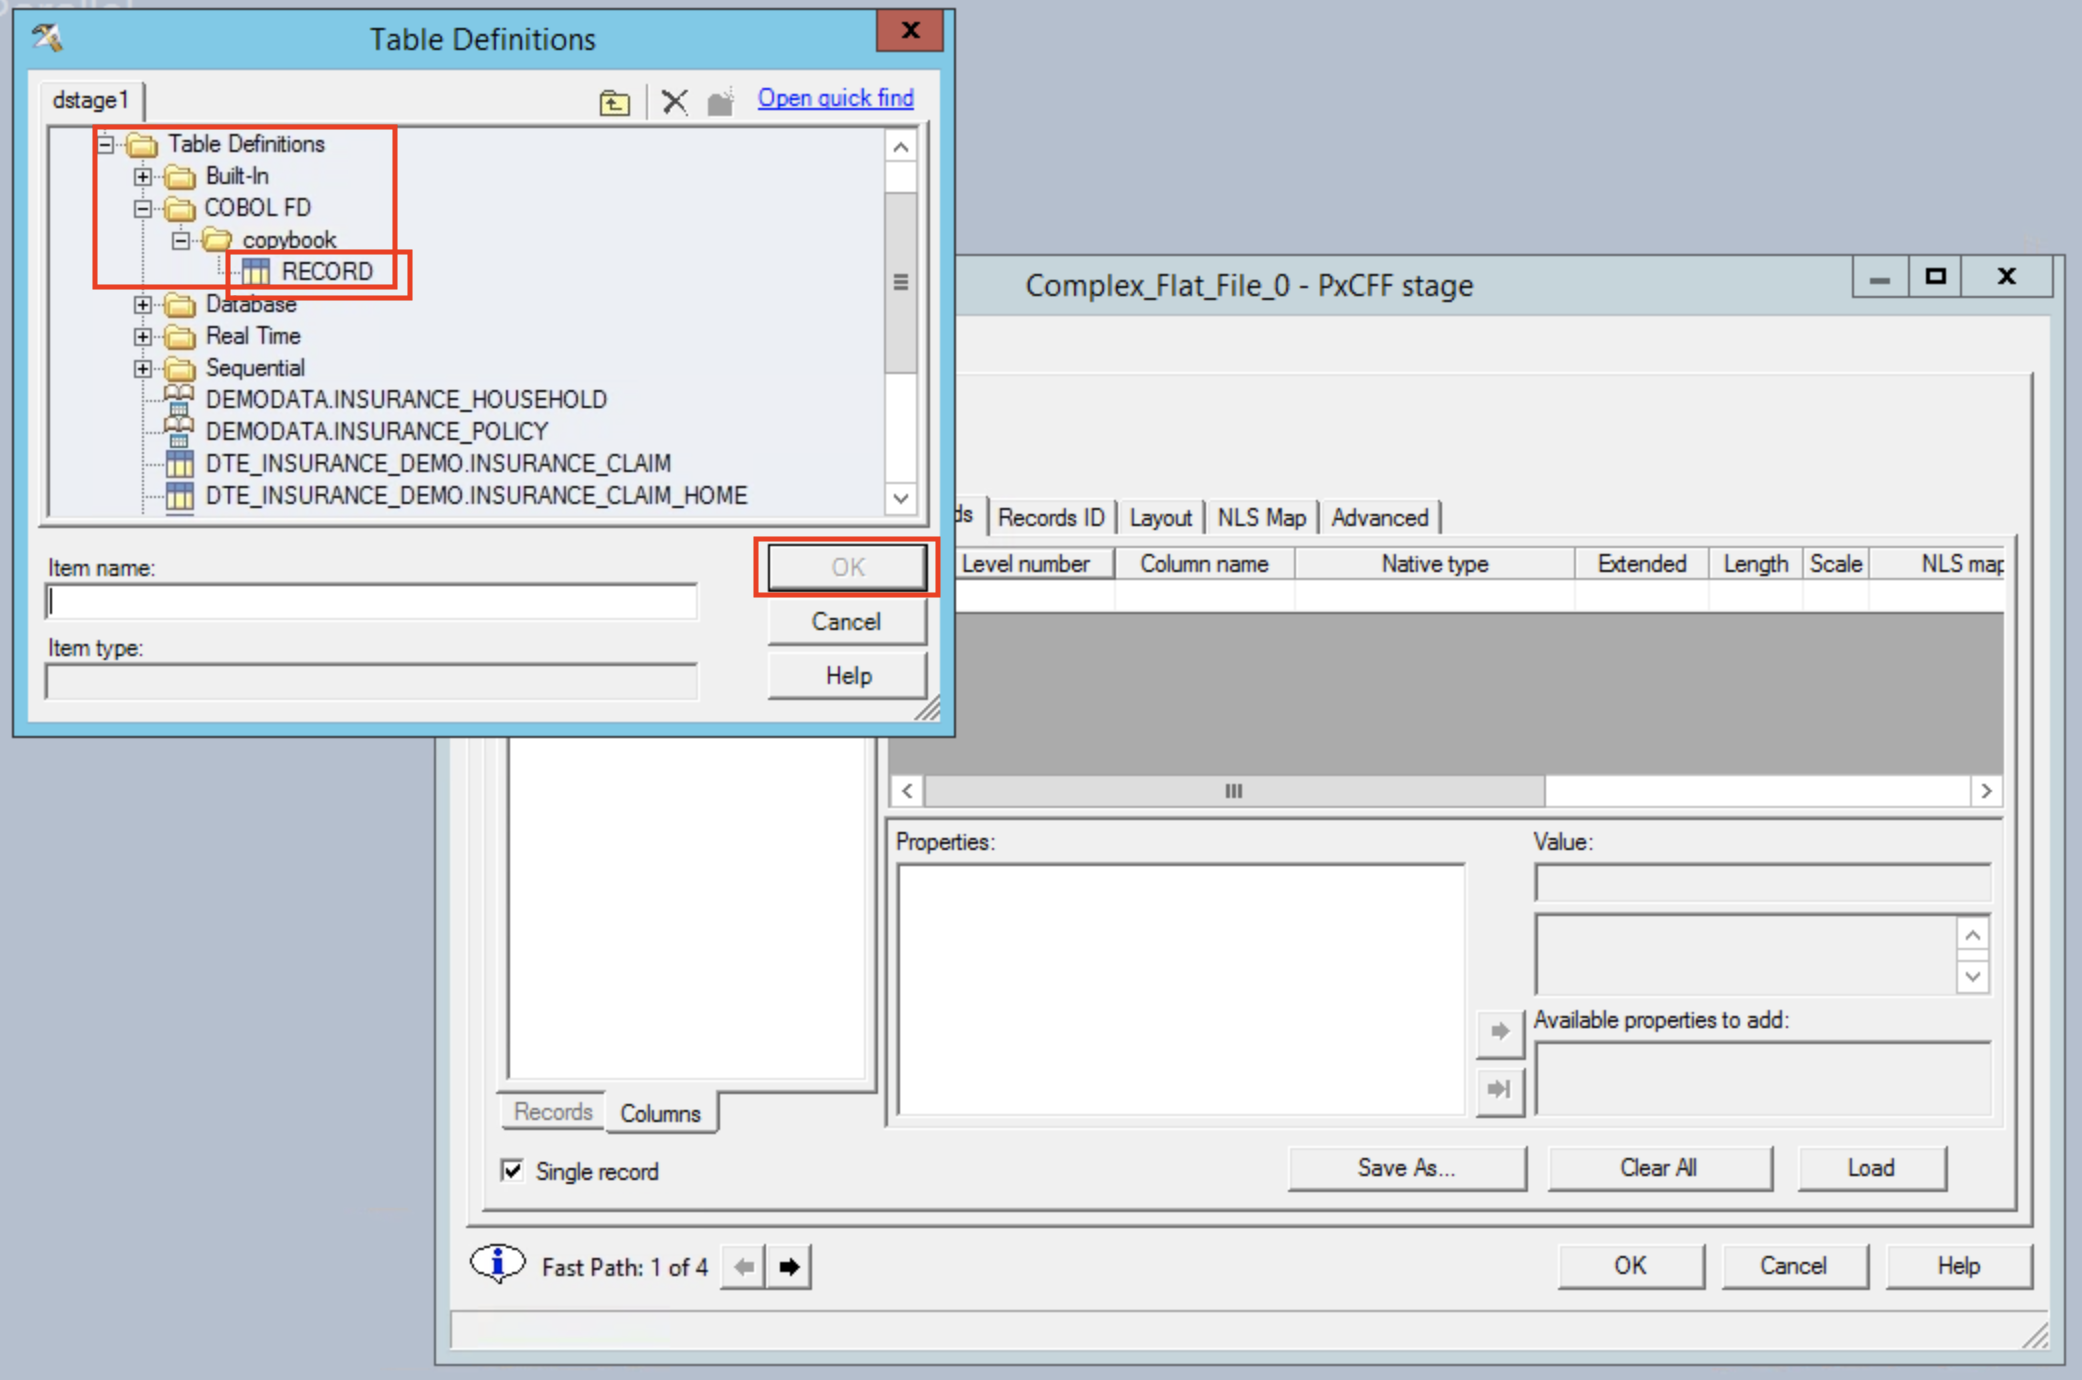 Table Definitions
X
dstage1
Open quick find
Table Definitions
Built-In
COBOL FD
copybook
RECORD
Database
Real Time
Sequential
DEMODATA.INSURANCE_HOUSEHOLD
DEMODATA.INSURANCE_POLICY
DTE_INSURANCE_DEMO.INSURANCE_CLAIM
DTE_INSURANCE_DEMO.INSURANCE_CLAIM_HOME
Item name:
OK
Cancel
Item type:
Help
Complex_Flat_File_0 - PxCFF stage
ds Records ID Layout NLS Map Advanced
Level number Column name Native type Extended Length Scale NLS map
Properties:
Value:
Available properties to add:
Records Columns
Single record
Save As... Clear All Load
Fast Path: 1 of 4
OK Cancel Help